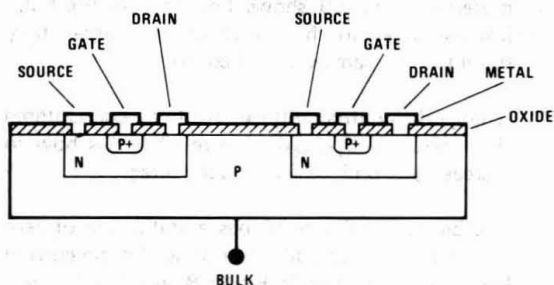 DRAIN
SOURCE
GATE
GATE
SOURCE
DRAIN
METAL
OXIDE
P+
P+
N
P
N
BULK